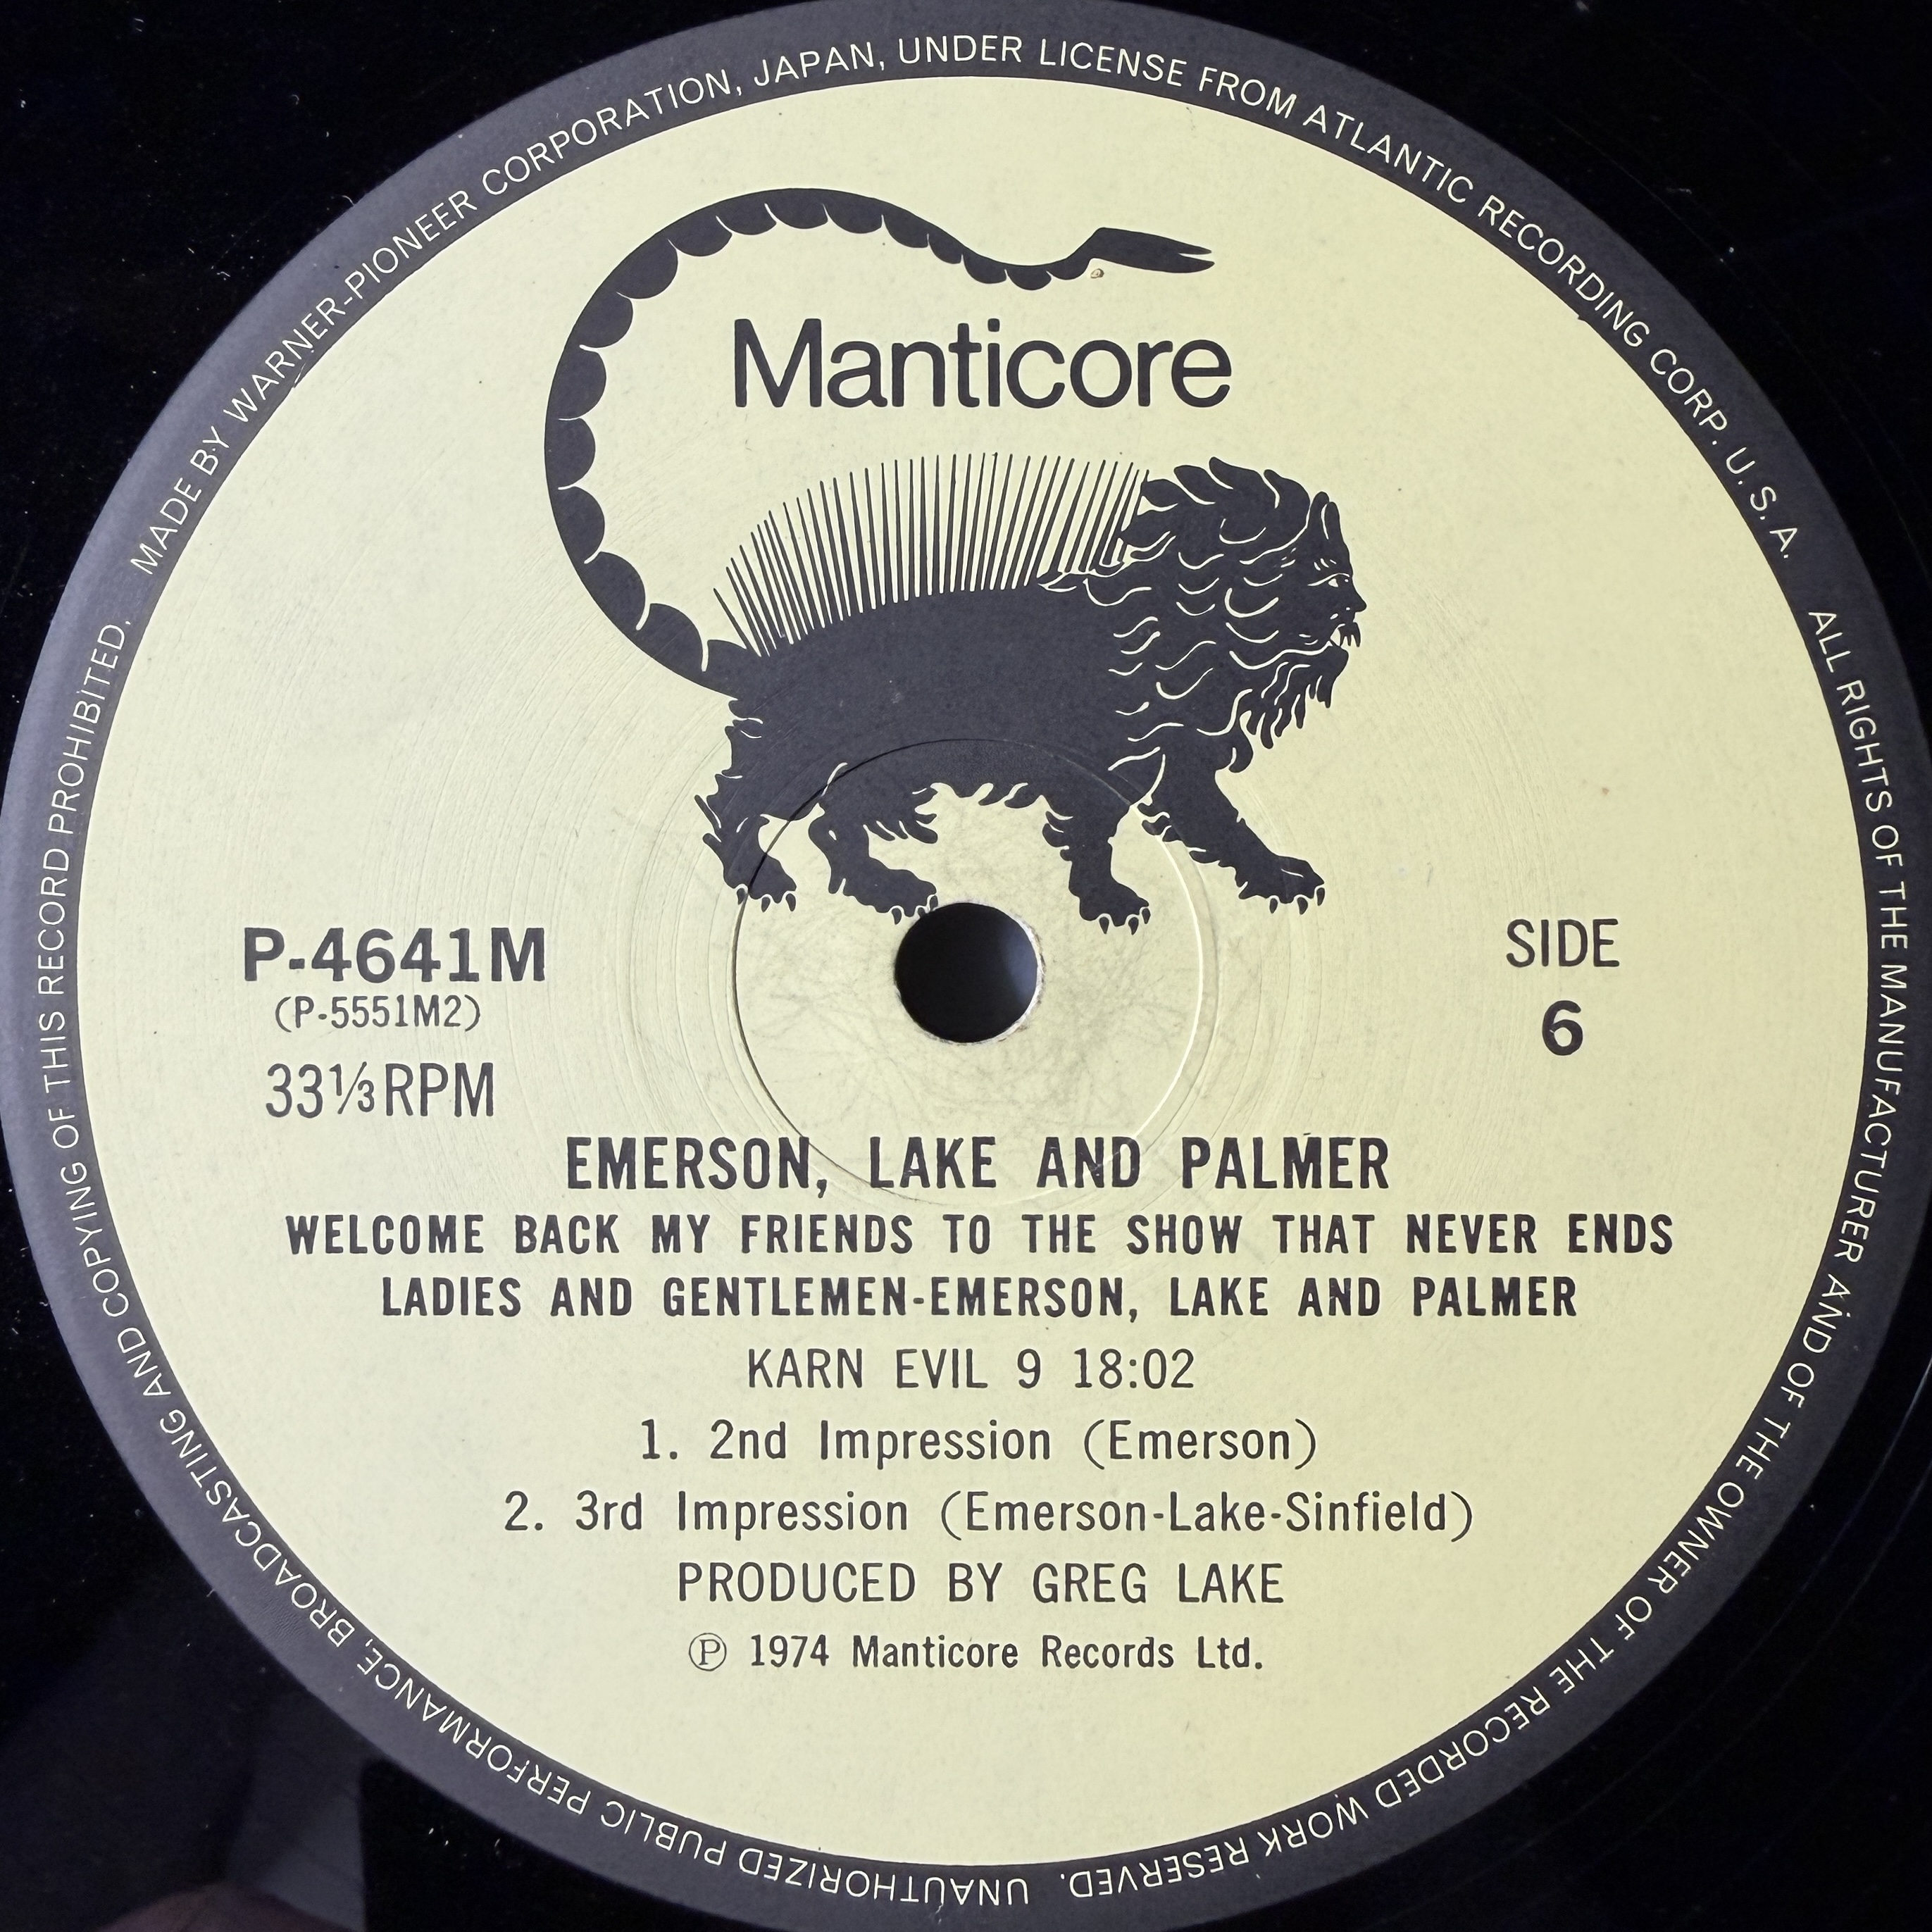 MADE BY WARNER-PIONEER CORPORATION, JAPAN, UNDER LICENSE FROM ATLANTIC RECORDING CORP. U.S.A.
ALL RIGHTS OF THE MANUFACTURER AND OF THE OWNER OF THE RECORDED WORK RESERVED.
UNAUTHORIZED PUBLIC PERFORMANCE, BROADCASTING AND COPYING OF THIS RECORD PROHIBITED.
Manticore
P-4641M
(P-5551M2)
33⅓RPM
SIDE
6
EMERSON, LAKE AND PALMER
WELCOME BACK MY FRIENDS TO THE SHOW THAT NEVER ENDS
LADIES AND GENTLEMEN-EMERSON, LAKE AND PALMER
KARN EVIL 9 18:02
1. 2nd Impression (Emerson)
2. 3rd Impression (Emerson-Lake-Sinfield)
PRODUCED BY GREG LAKE
℗ 1974 Manticore Records Ltd.